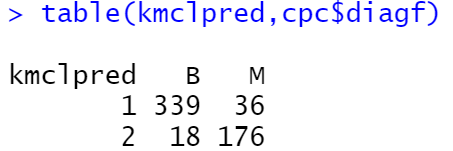 > table(kmclpred,cpc$diagf)
kmclpred B M
1 339 36
2 18 176